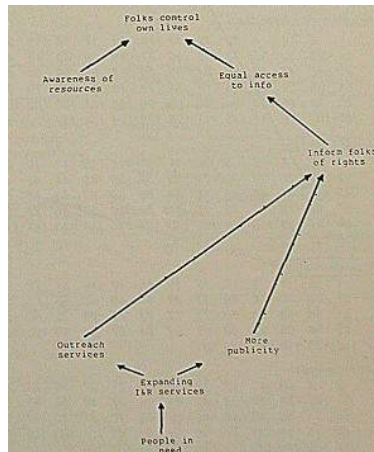 Folks control
own lives
Awareness of
resources
Equal access
to info
Inform folks
of rights
Outreach
services
More
publicity
Expanding
I&R services
People in
need